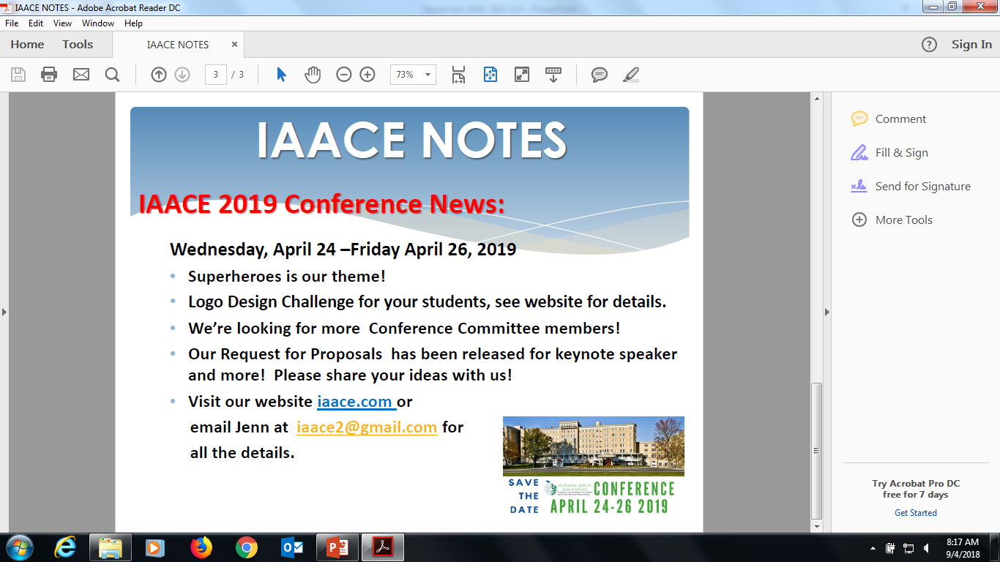 IAACE NOTES - Adobe Acrobat Reader DC
File Edit View Window Help
Home Tools IAACE NOTES × Sign In
3 / 3 73%
IAACE NOTES
IAACE 2019 Conference News:
Wednesday, April 24 –Friday April 26, 2019
• Superheroes is our theme!
• Logo Design Challenge for your students, see website for details.
• We’re looking for more Conference Committee members!
• Our Request for Proposals has been released for keynote speaker
and more! Please share your ideas with us!
• Visit our website iaace.com or
email Jenn at iaace2@gmail.com for
all the details.
SAVE
THE
DATE
indiana adult
education
CONFERENCE
APRIL 24-26 2019
Comment
Fill & Sign
Send for Signature
More Tools
Try Acrobat Pro DC
free for 7 days
Get Started
8:17 AM
9/4/2018